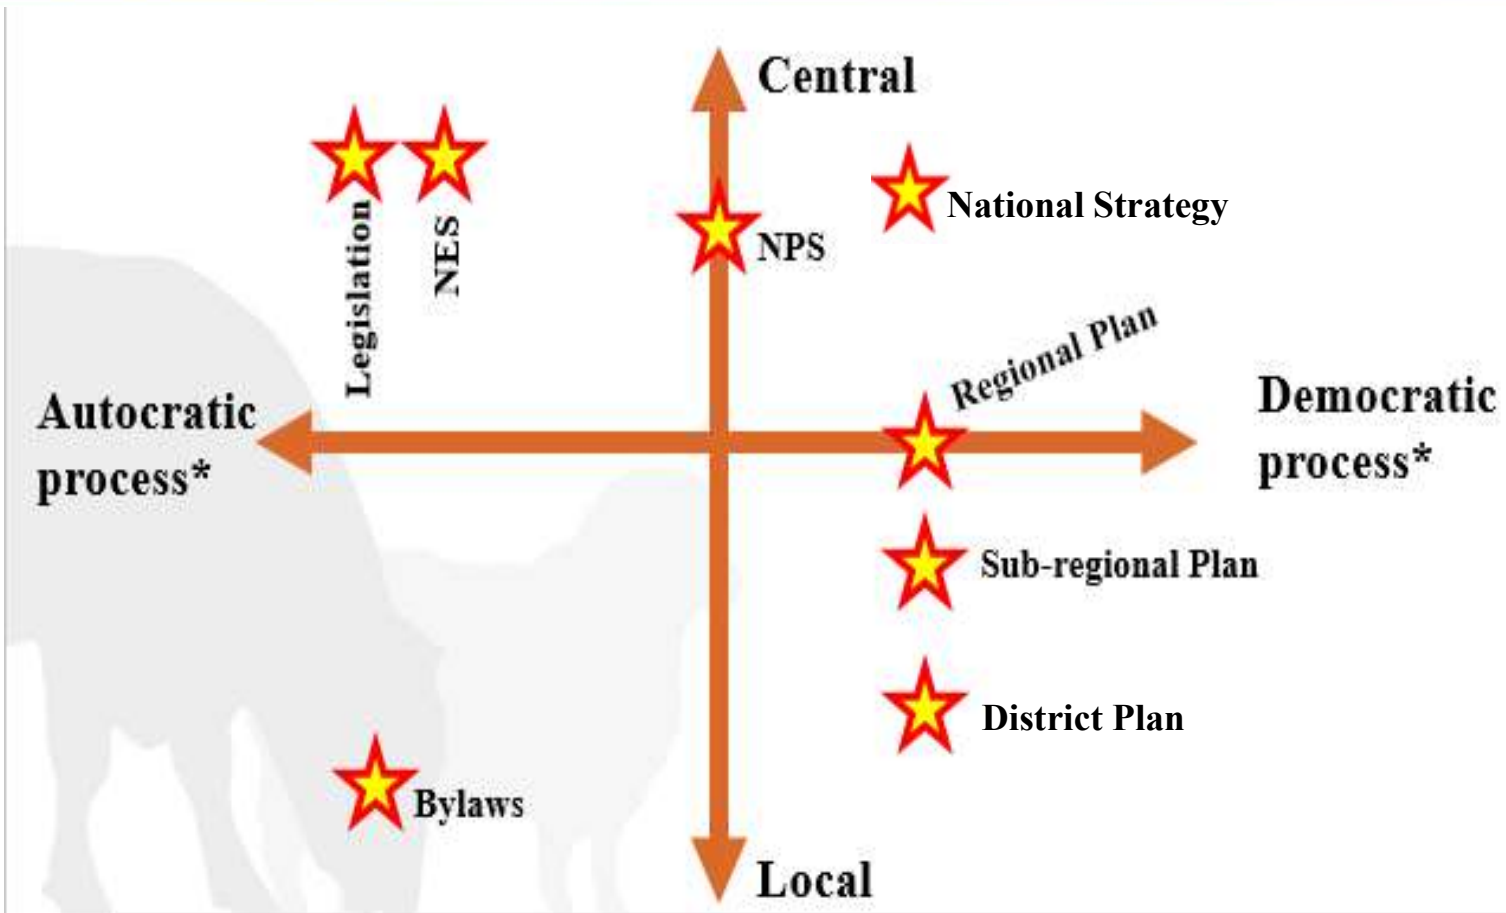 Central
National Strategy
NPS
Legislation
NES
Regional Plan
Autocratic
process*
Democratic
process*
Sub-regional Plan
District Plan
Bylaws
Local